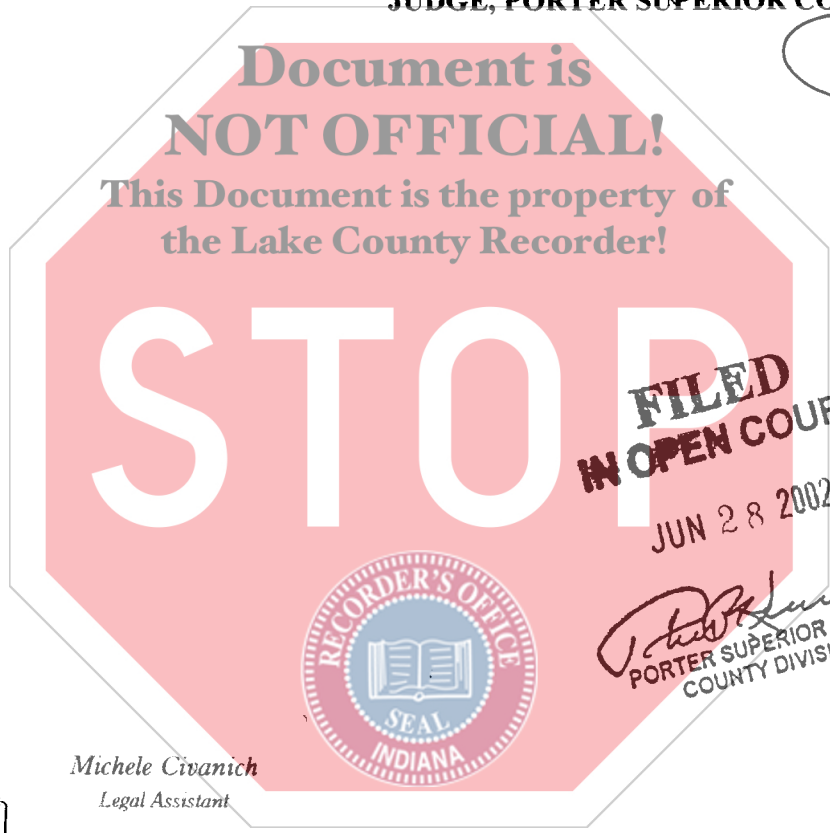 JUDGE, PORTER SUPERIOR CO
Document is
NOT OFFICIAL!
This Document is the property of
the Lake County Recorder!
STOP
FILED
IN OPEN COUR
JUN 28 2002
PORTER SUPERIOR
COUNTY DIVIS
RECORDER'S OFFICE
SEAL
INDIANA
Michele Civanich
Legal Assistant